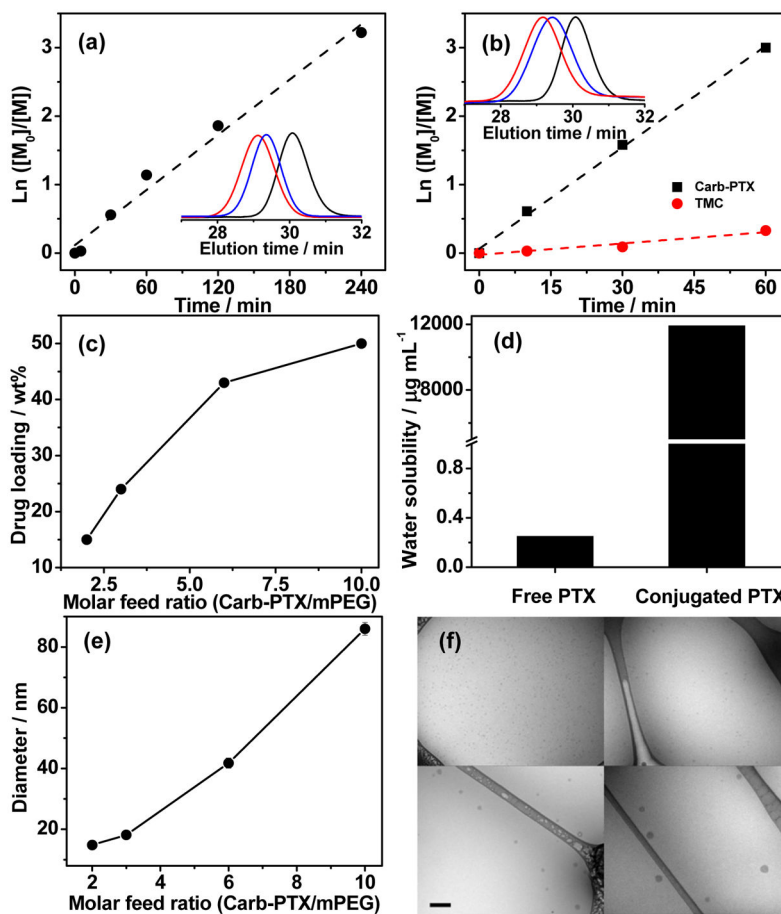 (a)
Ln ([M₀]/[M])
3
2
1
0
0
60
120
180
240
Time / min
28
30
32
Elution time / min
(b)
Ln ([M₀]/[M])
3
2
1
0
0
15
30
45
60
Time / min
28
30
32
Elution time / min
Carb-PTX
TMC
(c)
Drug loading / wt%
50
40
30
20
10
2.5
5.0
7.5
10.0
Molar feed ratio (Carb-PTX/mPEG)
(d)
Water solubility / µg mL⁻¹
12000
8000
0.8
0.4
0.0
Free PTX
Conjugated PTX
(e)
Diameter / nm
80
60
40
20
2
4
6
8
10
Molar feed ratio (Carb-PTX/mPEG)
(f)